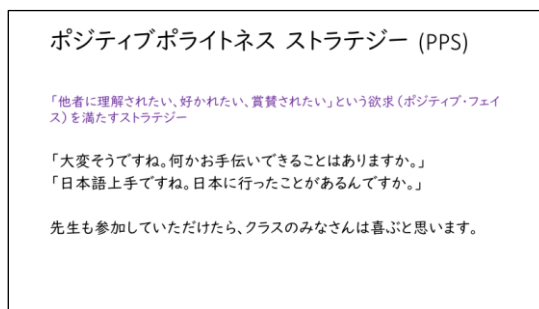 ポジティブポライトネス ストラテジー (PPS)
「他者に理解されたい、好かれたい、賞賛されたい」という欲求(ポジティブ・フェイ
ス)を満たすストラテジー
「大変そうですね。何かお手伝いできることはありますか。」
「日本語上手ですね。日本に行ったことがあるんですか。」
先生も参加していただけたら、クラスのみなさんは喜ぶと思います。